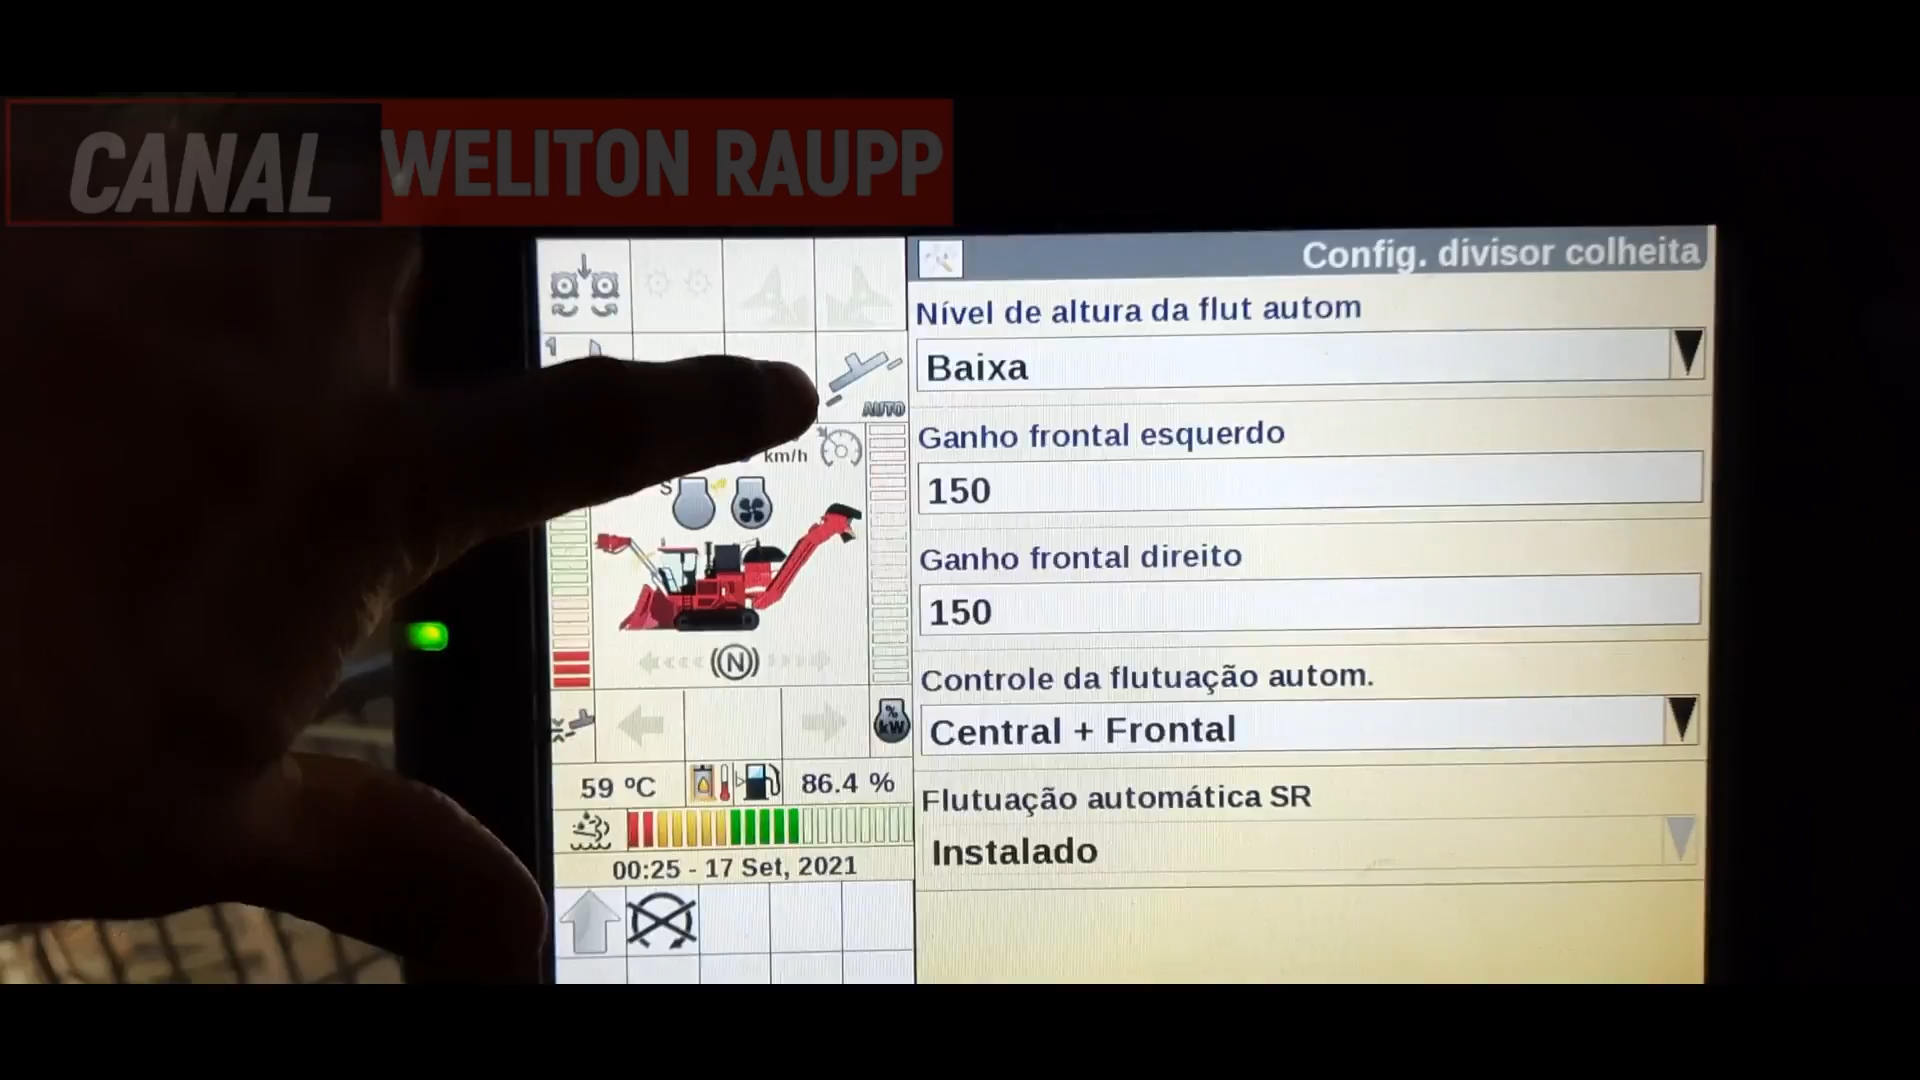 CANAL WELITON RAUPP
Config. divisor colheita
Nível de altura da flut autom
Baixa
Ganho frontal esquerdo
150
Ganho frontal direito
150
Controle da flutuação autom.
Central + Frontal
Flutuação automática SR
Instalado
1
AUTO
km/h
S
(N)
% kW
59 ºC
86.4 %
00:25 - 17 Set, 2021